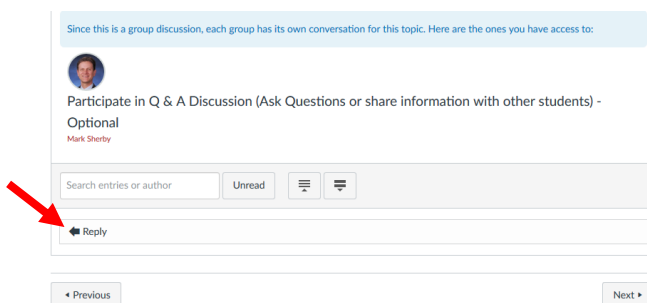 Since this is a group discussion, each group has its own conversation for this topic. Here are the ones you have access to:
Participate in Q & A Discussion (Ask Questions or share information with other students) -
Optional
Mark Sherby
Search entries or author Unread
Reply
Previous Next